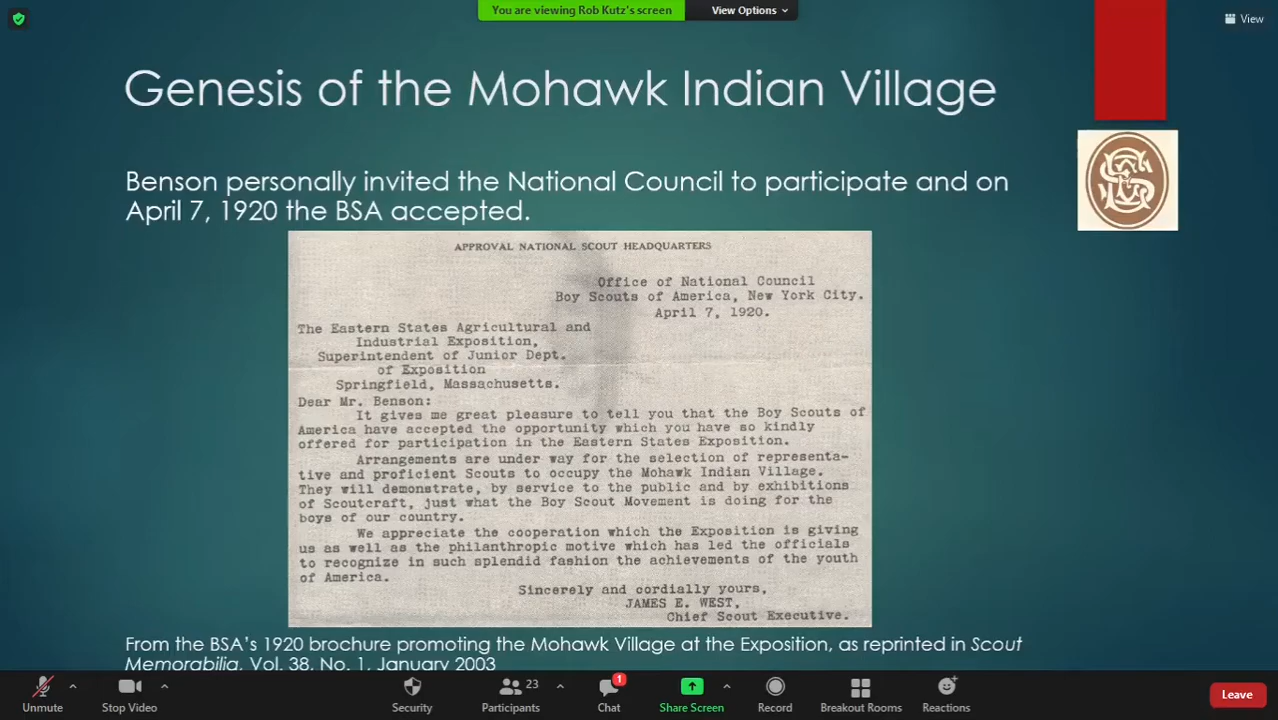 You are viewing Rob Kutz's screen
View Options
View
Genesis of the Mohawk Indian Village
Benson personally invited the National Council to participate and on
April 7, 1920 the BSA accepted.
APPROVAL NATIONAL SCOUT HEADQUARTERS
Office of National Council
Boy Scouts of America, New York City.
April 7, 1920.
The Eastern States Agricultural and
Industrial Exposition,
Superintendent of Junior Dept.
of Exposition
Springfield, Massachusetts.
Dear Mr. Benson:
It gives me great pleasure to tell you that the Boy Scouts of
America have accepted the opportunity which you have so kindly
offered for participation in the Eastern States Exposition.
Arrangements are under way for the selection of representa-
tive and proficient Scouts to occupy the Mohawk Indian Village.
They will demonstrate, by service to the public and by exhibitions
of Scoutcraft, just what the Boy Scout Movement is doing for the
boys of our country.
We appreciate the cooperation which the Exposition is giving
us as well as the philanthropic motive which has led the officials
to recognize in such splendid fashion the achievements of the youth
of America.
Sincerely and cordially yours,
JAMES E. WEST,
Chief Scout Executive.
From the BSA's 1920 brochure promoting the Mohawk Village at the Exposition, as reprinted in Scout
Memorabilia, Vol. 38, No. 1, January 2003
Unmute
Stop Video
Security
Participants
23
Chat
1
Share Screen
Record
Breakout Rooms
Reactions
Leave